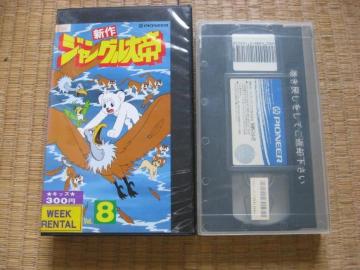 PIONEER
新作
ジャングル大帝
★キッズ★
300円
WEEK
RENTAL
Vol. 8
PIONEER
巻き戻しをしてご返却下さい